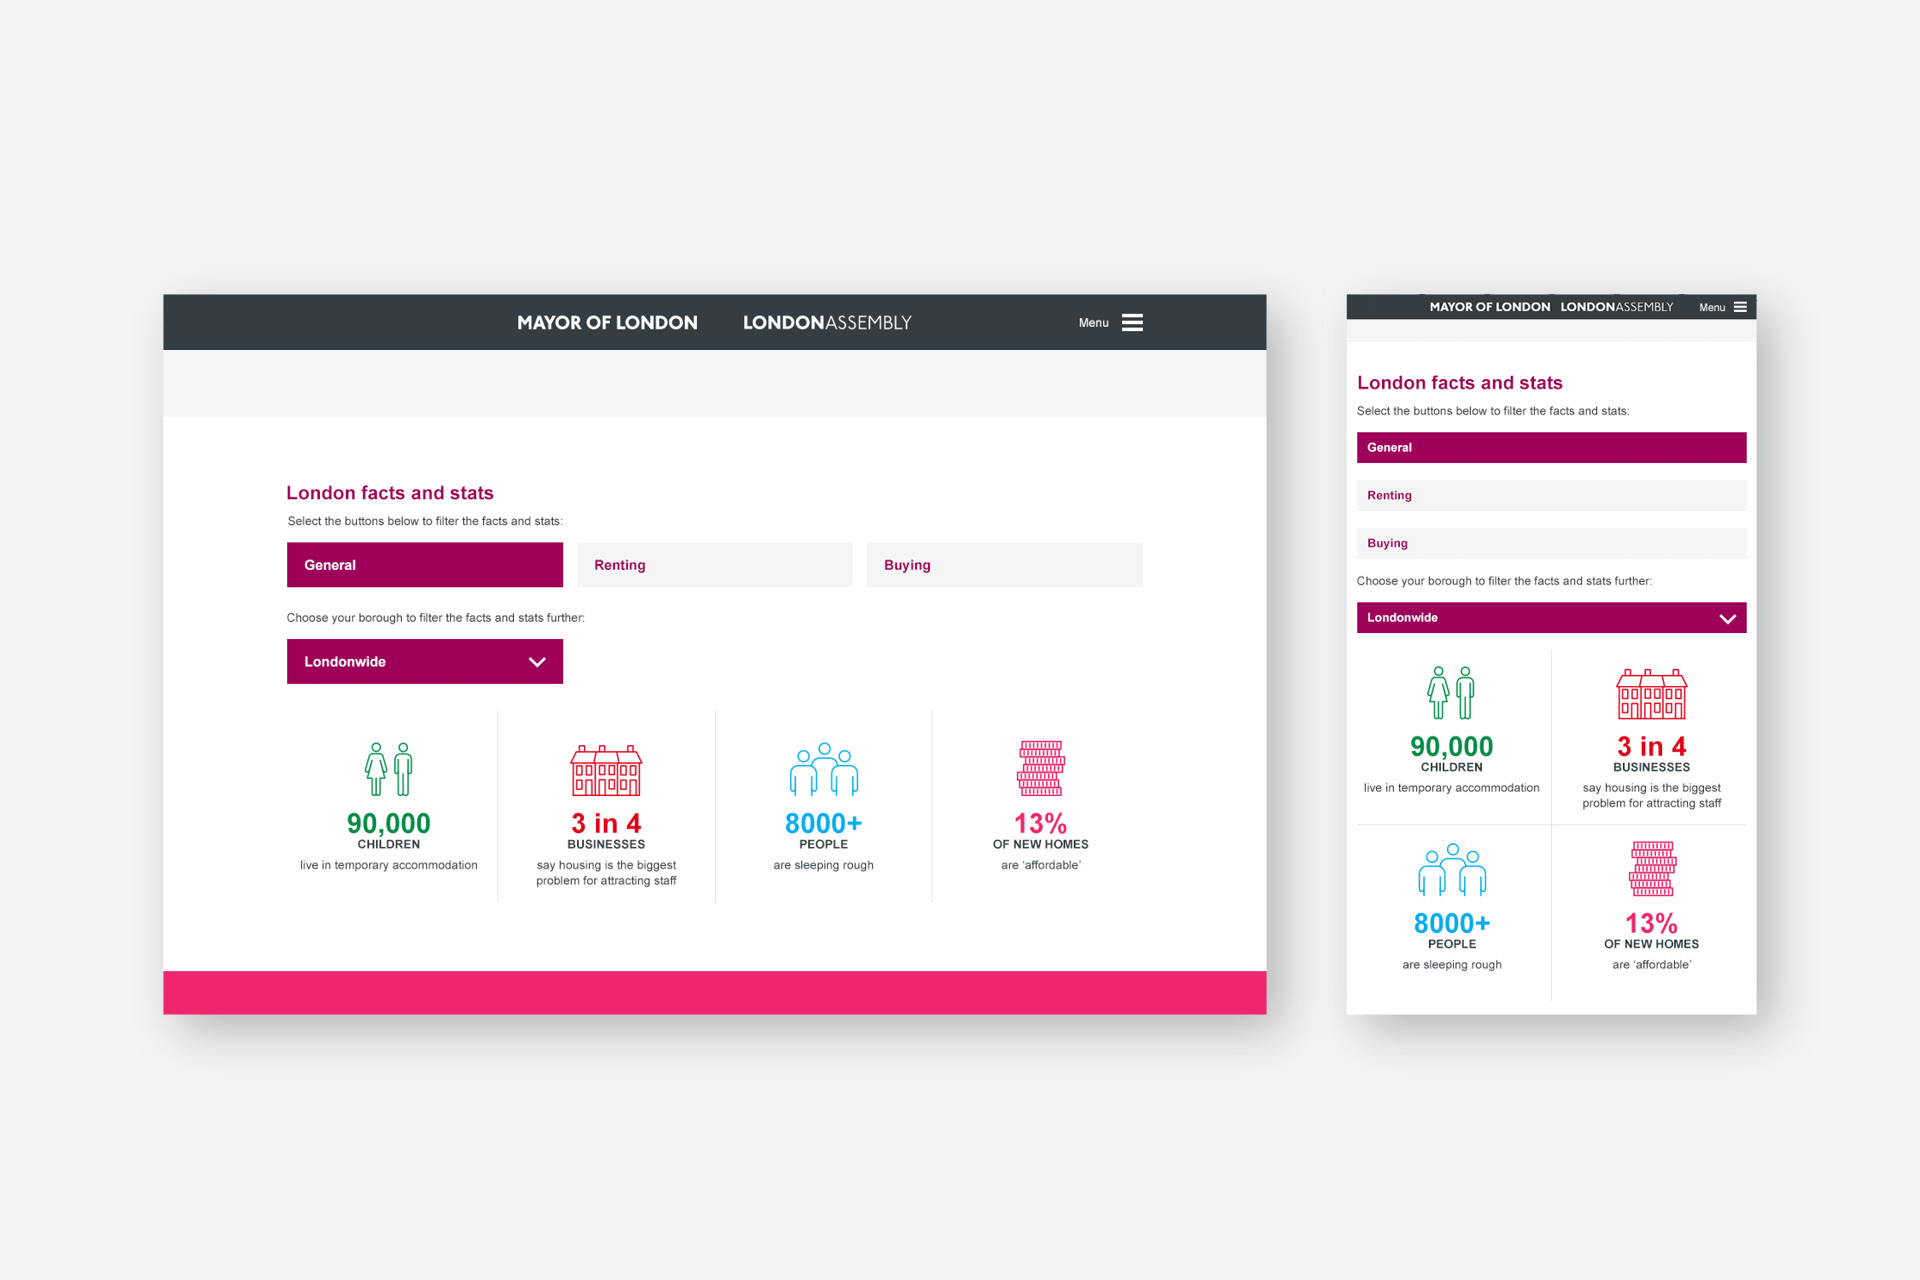 MAYOR OF LONDON LONDONASSEMBLY Menu
London facts and stats
Select the buttons below to filter the facts and stats:
General Renting Buying
Choose your borough to filter the facts and stats further:
Londonwide
90,000
CHILDREN
live in temporary accommodation
3 in 4
BUSINESSES
say housing is the biggest
problem for attracting staff
8000+
PEOPLE
are sleeping rough
13%
OF NEW HOMES
are ‘affordable’
MAYOR OF LONDON LONDONASSEMBLY Menu
London facts and stats
Select the buttons below to filter the facts and stats:
General
Renting
Buying
Choose your borough to filter the facts and stats further:
Londonwide
90,000
CHILDREN
live in temporary accommodation
3 in 4
BUSINESSES
say housing is the biggest
problem for attracting staff
8000+
PEOPLE
are sleeping rough
13%
OF NEW HOMES
are ‘affordable’